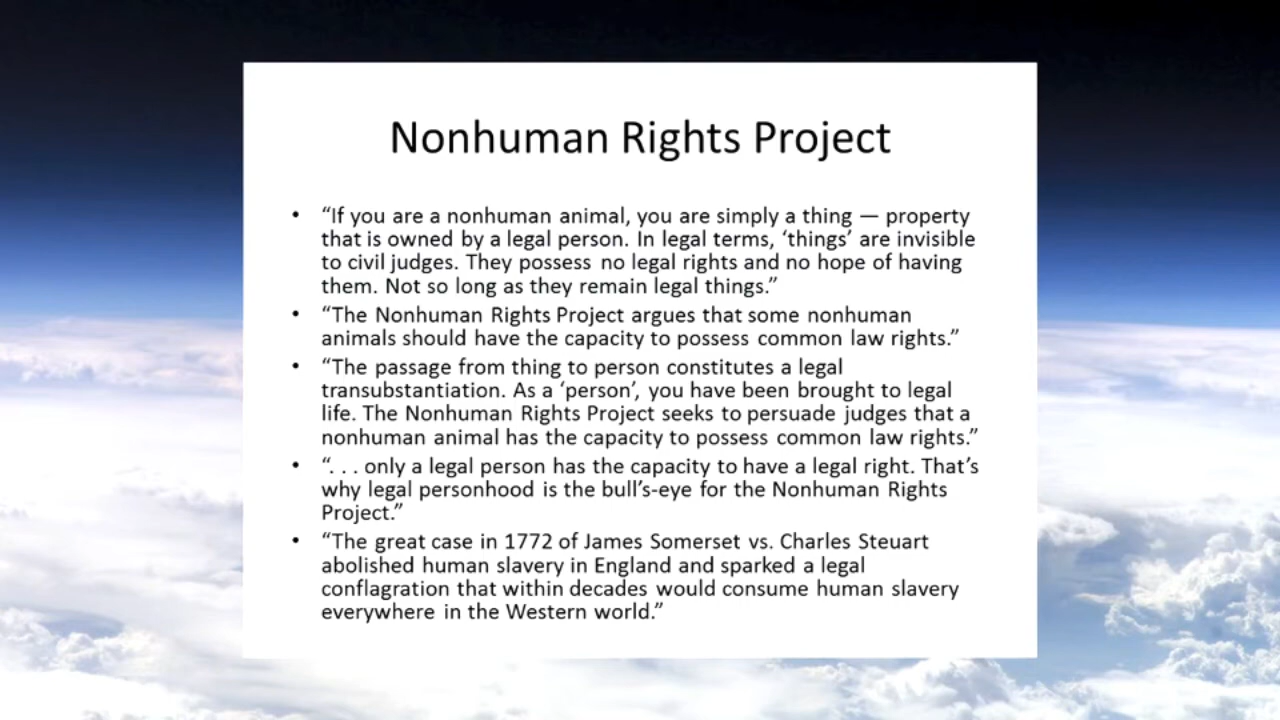 Nonhuman Rights Project
• “If you are a nonhuman animal, you are simply a thing — property
that is owned by a legal person. In legal terms, ‘things’ are invisible
to civil judges. They possess no legal rights and no hope of having
them. Not so long as they remain legal things.”
• “The Nonhuman Rights Project argues that some nonhuman
animals should have the capacity to possess common law rights.”
• “The passage from thing to person constitutes a legal
transubstantiation. As a ‘person’, you have been brought to legal
life. The Nonhuman Rights Project seeks to persuade judges that a
nonhuman animal has the capacity to possess common law rights.”
• “. . . only a legal person has the capacity to have a legal right. That’s
why legal personhood is the bull’s-eye for the Nonhuman Rights
Project.”
• “The great case in 1772 of James Somerset vs. Charles Steuart
abolished human slavery in England and sparked a legal
conflagration that within decades would consume human slavery
everywhere in the Western world.”